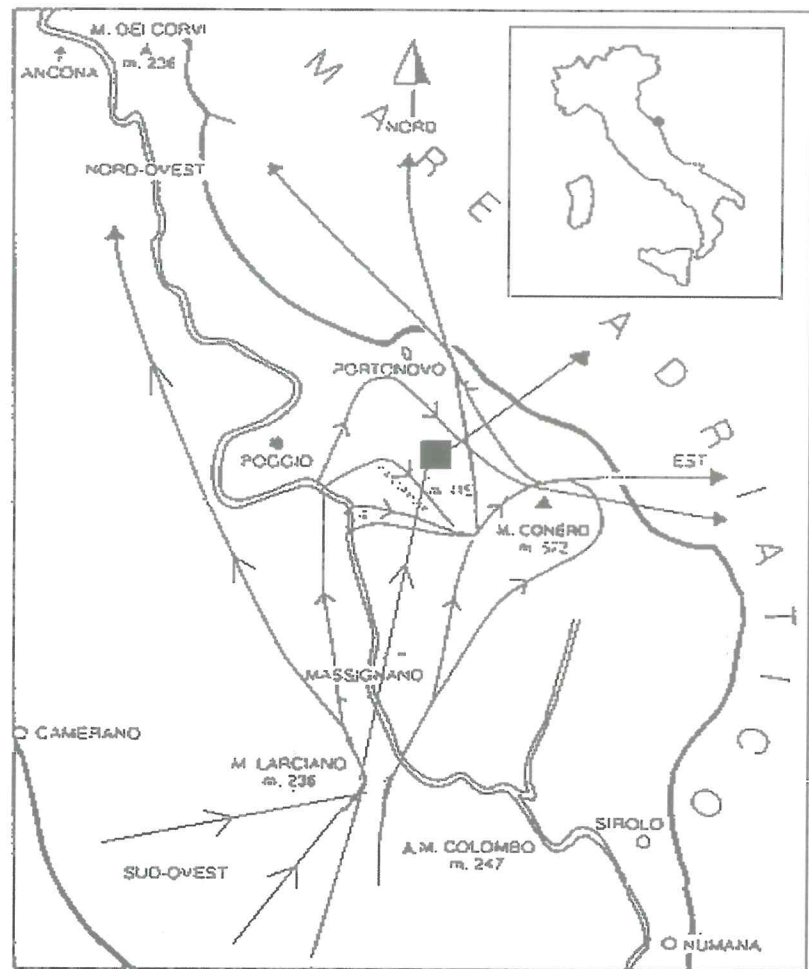 M. DEI CORVI
m. 236
ANCONA
NORD
NORD-OVEST
MARE ADRIATICO
PORTONOVO
POGGIO
EST
M. CONERO
m. 572
MASSIGNANO
CAMERANO
M. LARCIANO
m. 236
A.M. COLOMBO
m. 247
SIROLO
SUD-OVEST
NUMANA